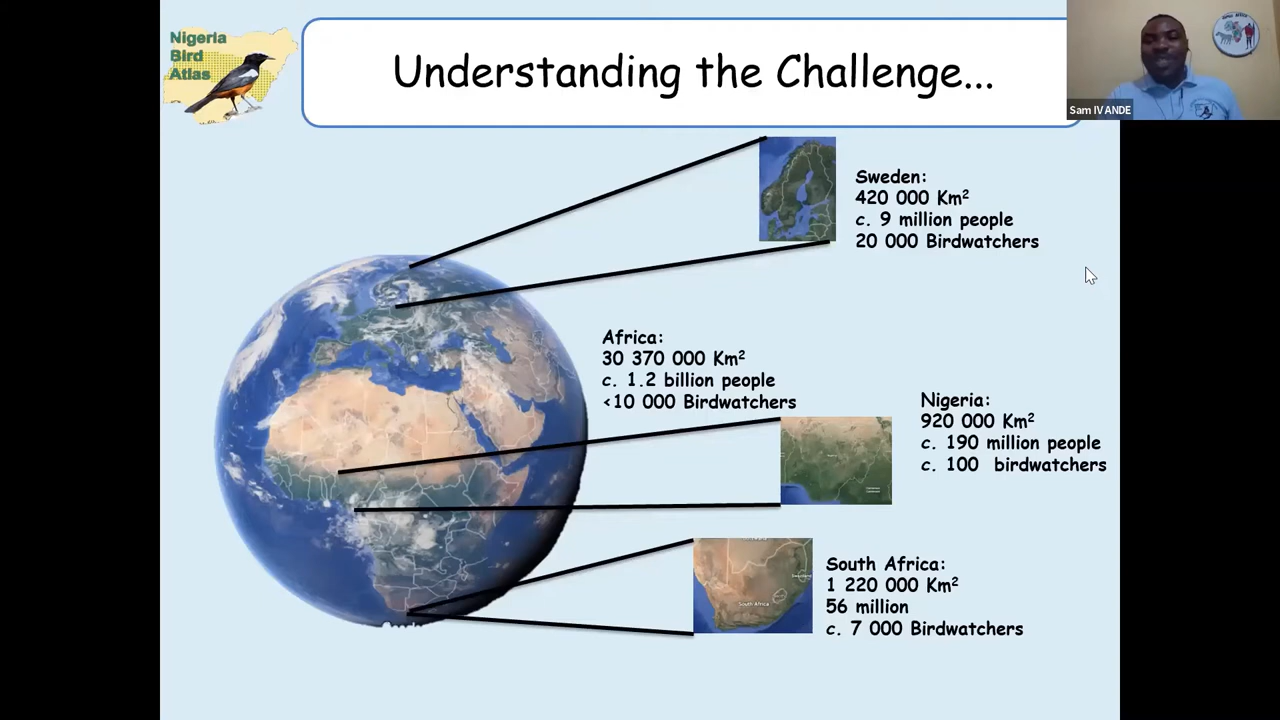 Nigeria
Bird
Atlas
Understanding the Challenge...
Sam IVANDE
Sweden:
420 000 Km²
c. 9 million people
20 000 Birdwatchers
Africa:
30 370 000 Km²
c. 1.2 billion people
<10 000 Birdwatchers
Nigeria:
920 000 Km²
c. 190 million people
c. 100 birdwatchers
South Africa
South Africa:
1 220 000 Km²
56 million
c. 7 000 Birdwatchers